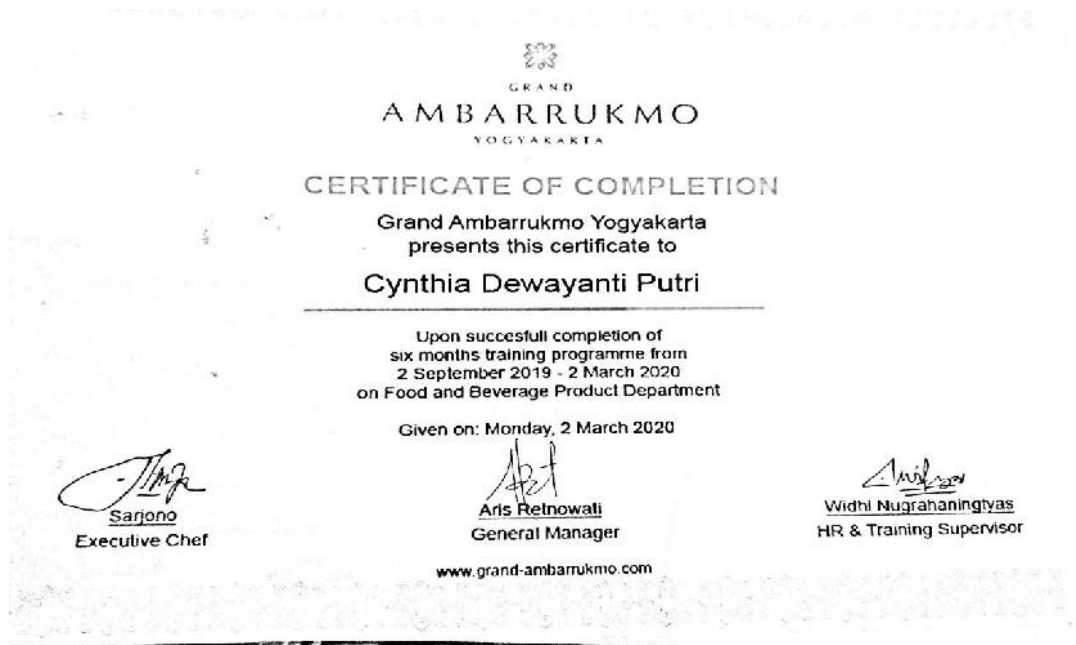 GRAND
AMBARRUKMO
YOGYAKARTA
CERTIFICATE OF COMPLETION
Grand Ambarrukmo Yogyakarta
presents this certificate to
Cynthia Dewayanti Putri
Upon succesfull completion of
six months training programme from
2 September 2019 - 2 March 2020
on Food and Beverage Product Department
Given on: Monday, 2 March 2020
Sarjono
Executive Chef
Aris Retnowati
General Manager
Widhi Nugrahaningtyas
HR & Training Supervisor
www.grand-ambarrukmo.com